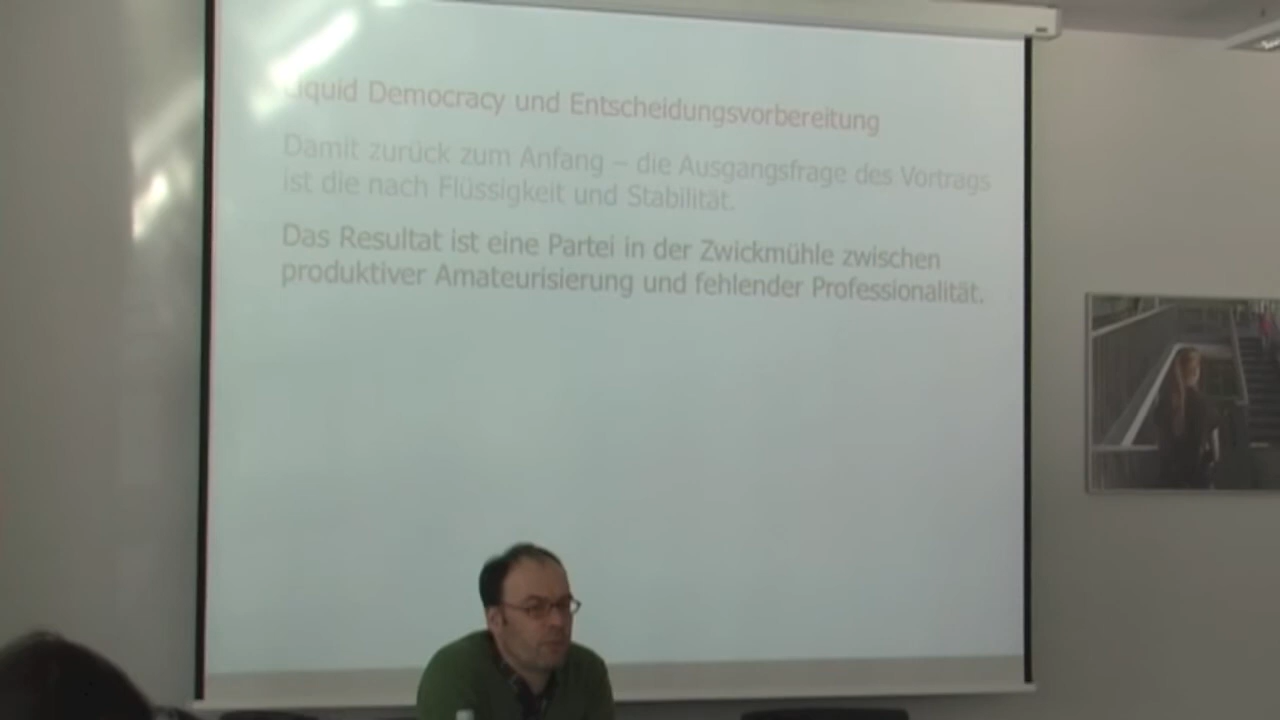 Liquid Democracy und Entscheidungsvorbereitung
Damit zurück zum Anfang – die Ausgangsfrage des Vortrags
ist die nach Flüssigkeit und Stabilität.
Das Resultat ist eine Partei in der Zwickmühle zwischen
produktiver Amateurisierung und fehlender Professionalität.